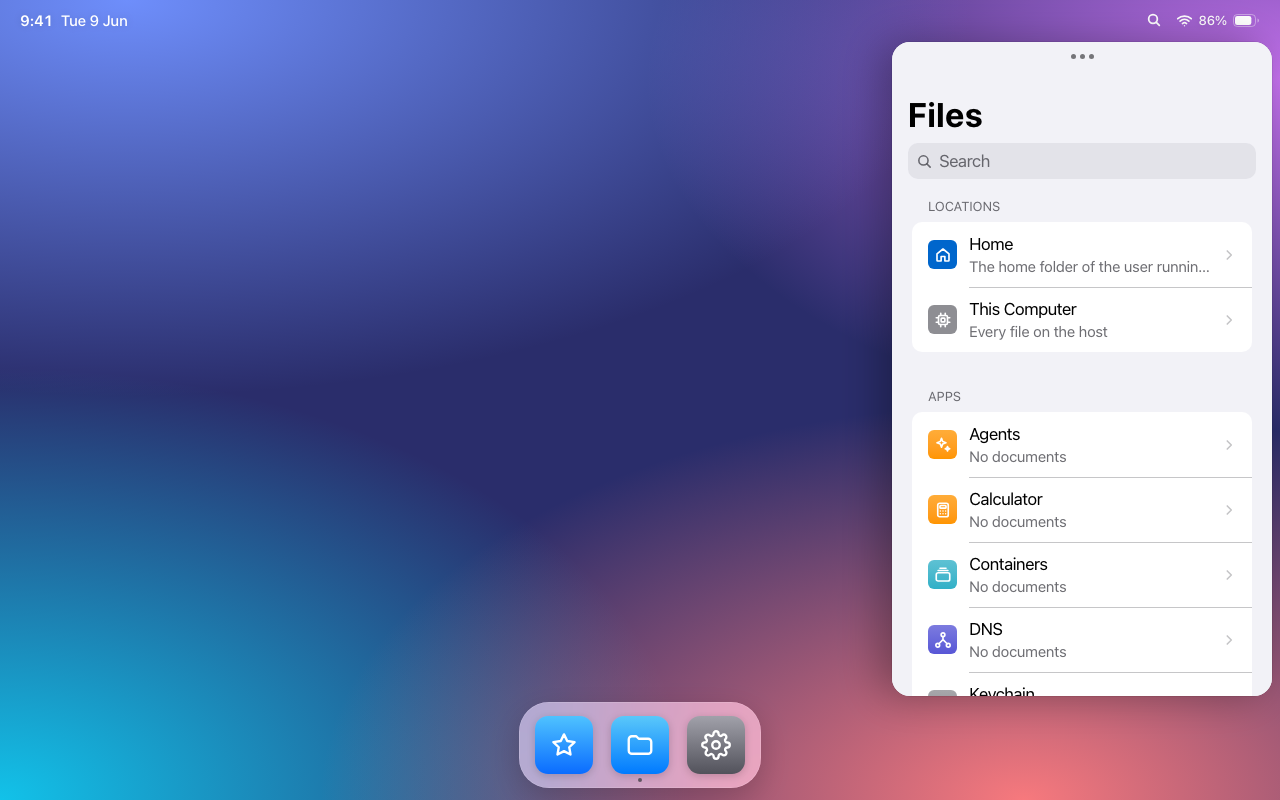 9:41 Tue 9 Jun
86%
Files
Search
LOCATIONS
Home
The home folder of the user runnin...
This Computer
Every file on the host
APPS
Agents
No documents
Calculator
No documents
Containers
No documents
DNS
No documents
Keychain